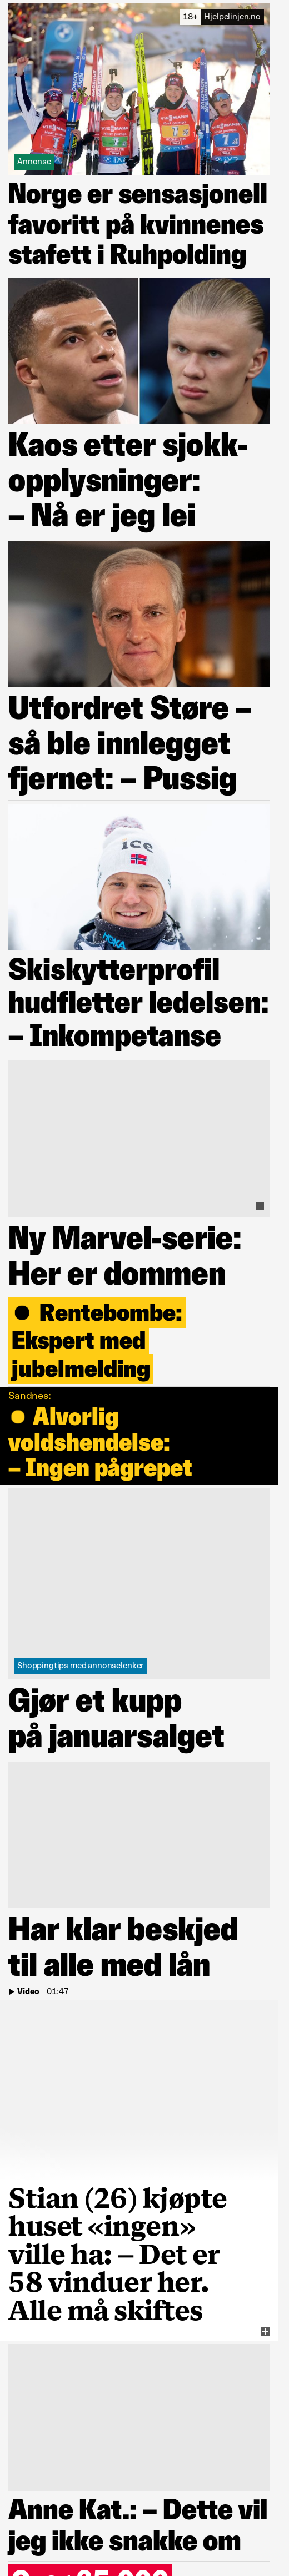 18+ Hjelpelinjen.no
Annonse
Norge er sensasjonell
favoritt på kvinnenes
stafett i Ruhpolding
Kaos etter sjokk-
opplysninger:
– Nå er jeg lei
Utfordret Støre –
så ble innlegget
fjernet: – Pussig
ice
HOKA
Skiskytterprofil
hudfletter ledelsen:
– Inkompetanse
Ny Marvel-serie:
Her er dommen
Rentebombe:
Ekspert med
jubelmelding
Sandnes:
Alvorlig
voldshendelse:
– Ingen pågrepet
Shoppingtips med annonselenker
Gjør et kupp
på januarsalget
Har klar beskjed
til alle med lån
Video | 01:47
Stian (26) kjøpte
huset «ingen»
ville ha: – Det er
58 vinduer her.
Alle må skiftes
Anne Kat.: – Dette vil
jeg ikke snakke om